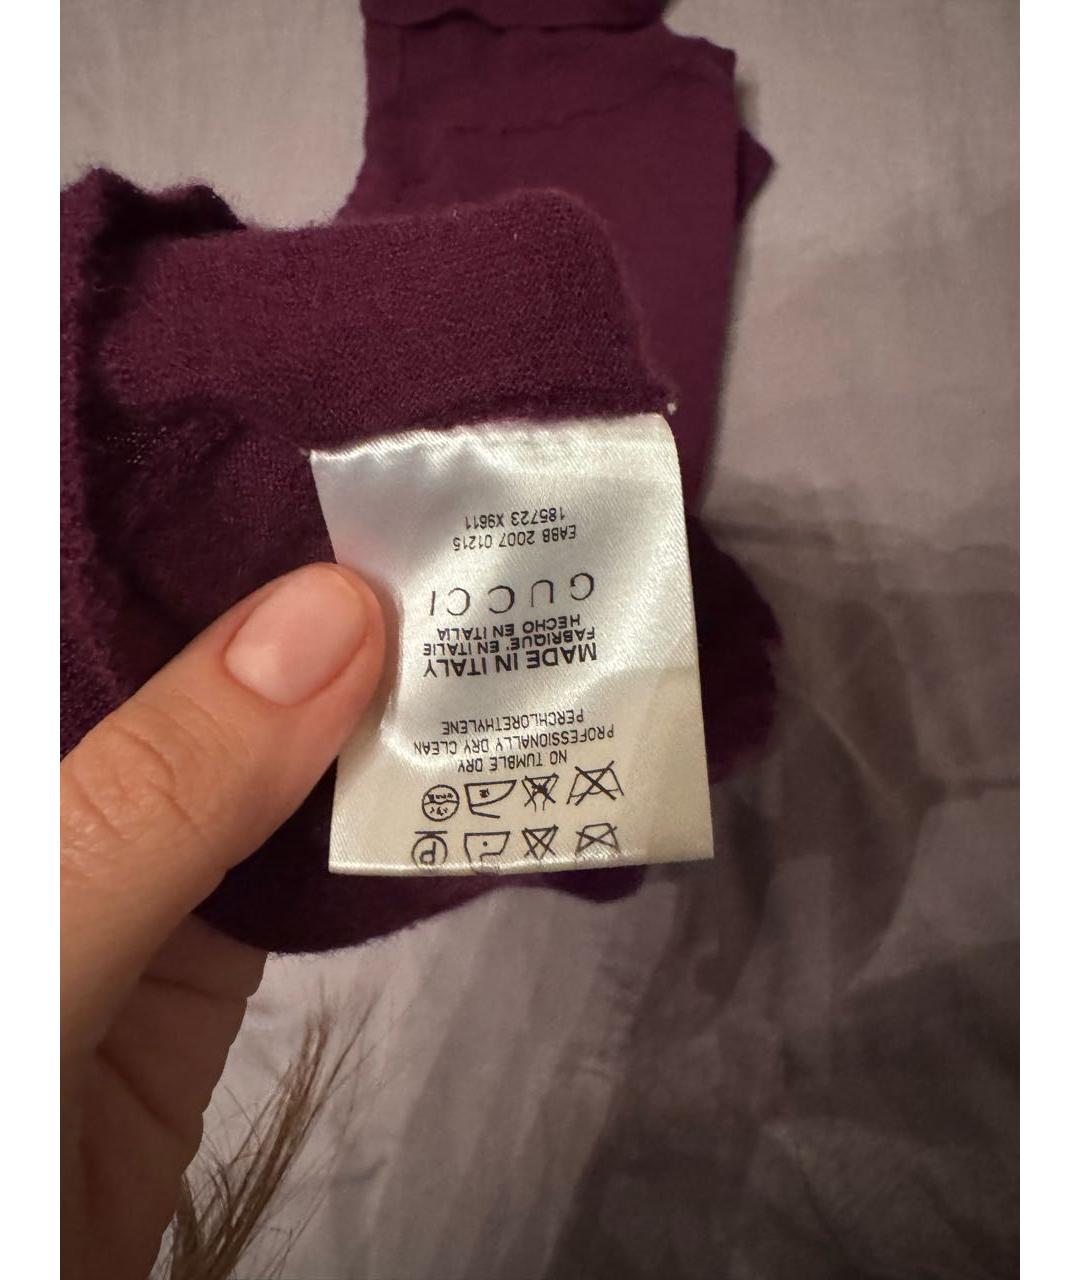 NO TUMBLE DRY
PROFESSIONALLY DRY CLEAN
PERCHLORETHYLENE
MADE IN ITALY
FABRIQUE' EN ITALIE
HECHO EN ITALIA
GUCCI
EABB 2007 01215
185723 X9611